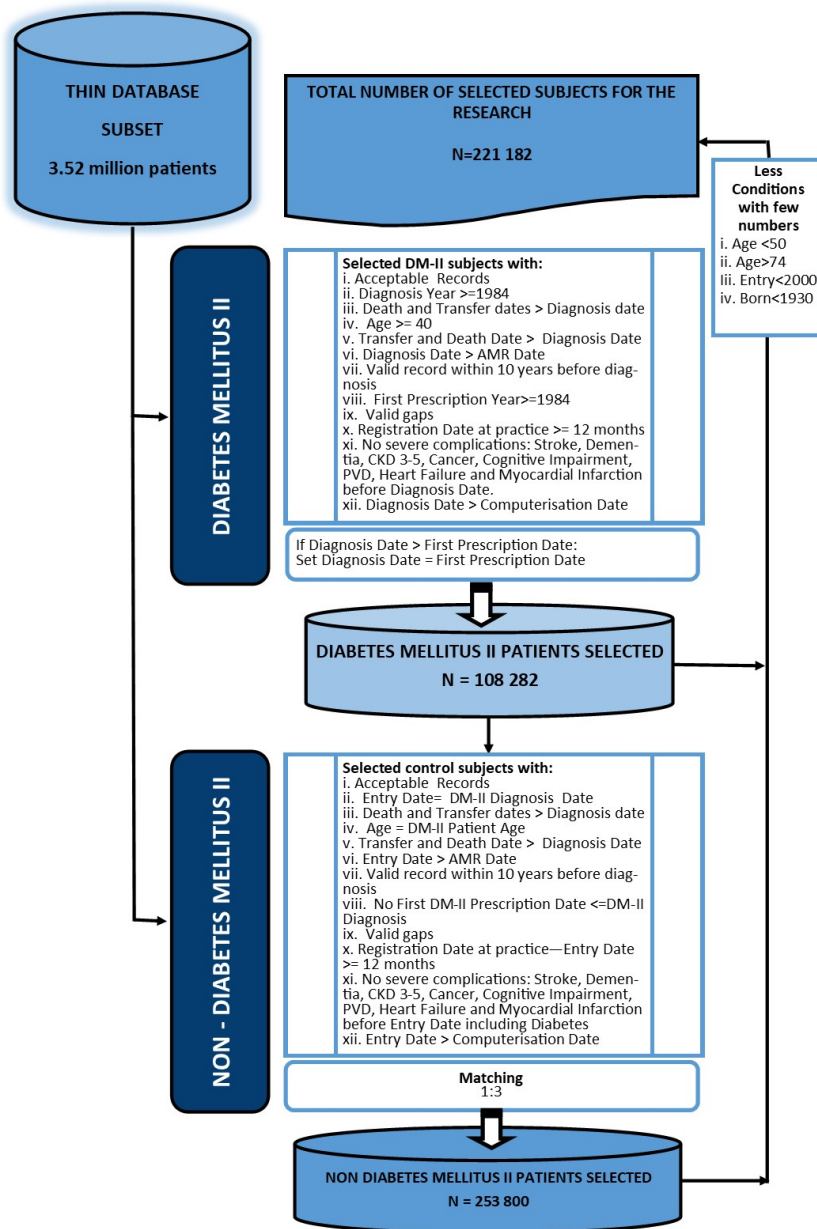 THIN DATABASE
SUBSET
3.52 million patients
TOTAL NUMBER OF SELECTED SUBJECTS FOR THE
RESEARCH
N=221 182
Less
Conditions
with few
numbers
i. Age <50
ii. Age>74
Iii. Entry<2000
iv. Born<1930
DIABETES MELLITUS II
Selected DM-II subjects with:
i. Acceptable Records
ii. Diagnosis Year >=1984
iii. Death and Transfer dates > Diagnosis date
iv. Age >= 40
v. Transfer and Death Date > Diagnosis Date
vi. Diagnosis Date > AMR Date
vii. Valid record within 10 years before diag-
nosis
viii. First Prescription Year>=1984
ix. Valid gaps
x. Registration Date at practice >= 12 months
xi. No severe complications: Stroke, Demen-
tia, CKD 3-5, Cancer, Cognitive Impairment,
PVD, Heart Failure and Myocardial Infarction
before Diagnosis Date.
xii. Diagnosis Date > Computerisation Date
If Diagnosis Date > First Prescription Date:
Set Diagnosis Date = First Prescription Date
DIABETES MELLITUS II PATIENTS SELECTED
N = 108 282
NON - DIABETES MELLITUS II
Selected control subjects with:
i. Acceptable Records
ii. Entry Date= DM-II Diagnosis Date
iii. Death and Transfer dates > Diagnosis date
iv. Age = DM-II Patient Age
v. Transfer and Death Date > Diagnosis Date
vi. Entry Date > AMR Date
vii. Valid record within 10 years before diag-
nosis
viii. No First DM-II Prescription Date <=DM-II
Diagnosis
ix. Valid gaps
x. Registration Date at practice—Entry Date
>= 12 months
xi. No severe complications: Stroke, Demen-
tia, CKD 3-5, Cancer, Cognitive Impairment,
PVD, Heart Failure and Myocardial Infarction
before Entry Date including Diabetes
xii. Entry Date > Computerisation Date
Matching
1:3
NON DIABETES MELLITUS II PATIENTS SELECTED
N = 253 800